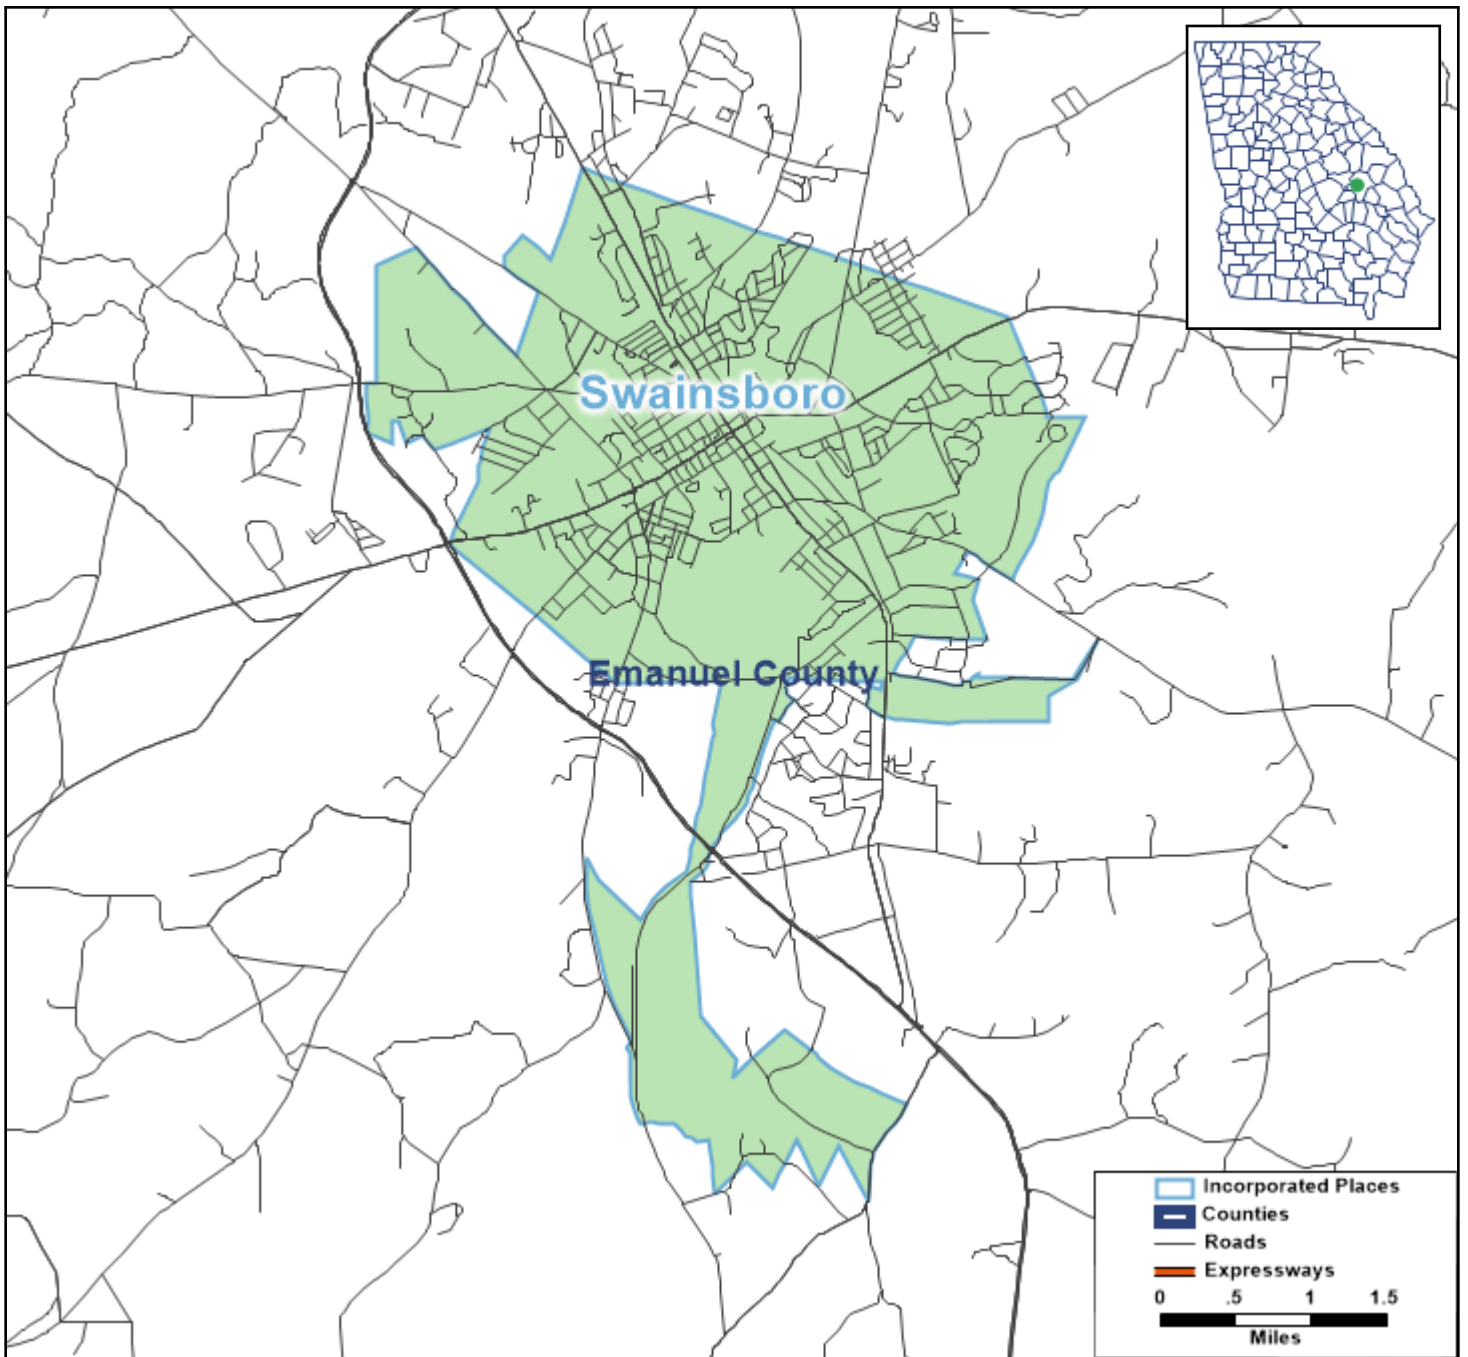 Swainsboro
Emanuel County
Incorporated Places
Counties
Roads
Expressways
0 .5 1 1.5
Miles